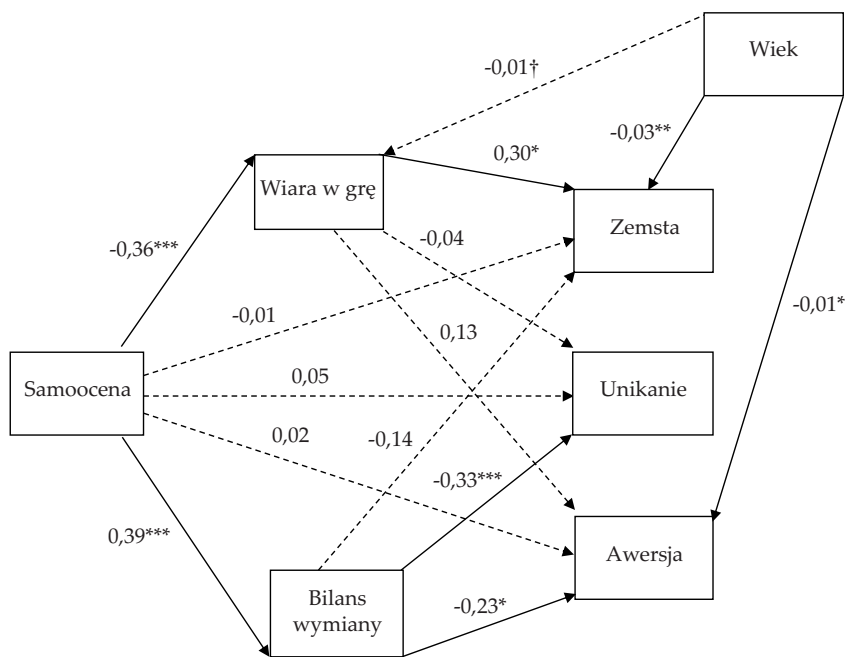 Wiek
-0,01†
-0,03**
0,30*
Wiara w grę
Zemsta
-0,04
-0,36***
-0,01*
-0,01
0,13
Samoocena
0,05
Unikanie
0,02
-0,14
-0,33***
0,39***
Awersja
Bilans
wymiany
-0,23*